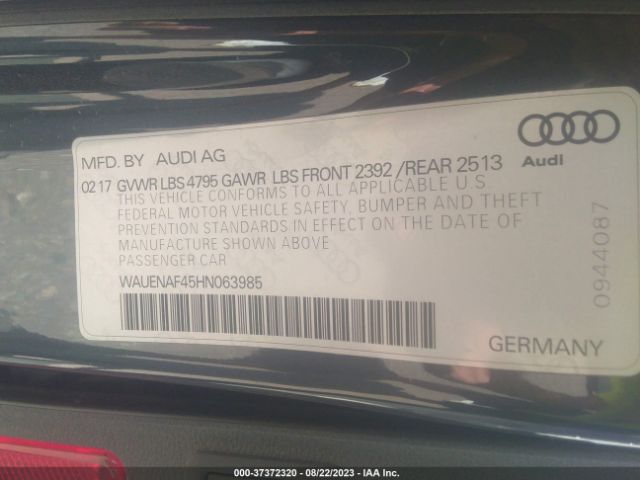 MFD. BY AUDI AG
Audi
02 17 GVWR LBS 4795 GAWR LBS FRONT 2392 /REAR 2513
THIS VEHICLE CONFORMS TO ALL APPLICABLE U.S
FEDERAL MOTOR VEHICLE SAFETY, BUMPER AND THEFT
PREVENTION STANDARDS IN EFFECT ON THE DATE OF
MANUFACTURE SHOWN ABOVE
PASSENGER CAR
WAUENAF45HN063985
0944087
GERMANY
000-37372320 - 08/22/2023 - IAA Inc.